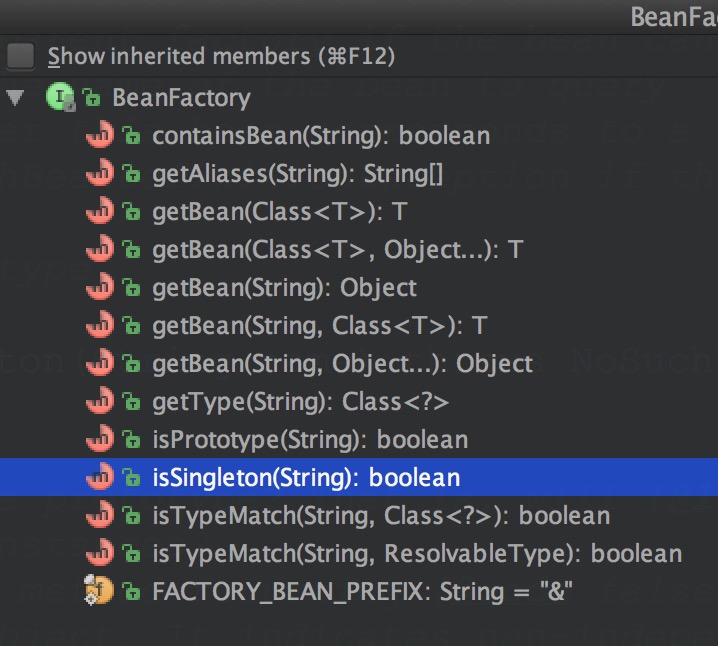 BeanFa
Show inherited members (⌘F12)
BeanFactory
containsBean(String): boolean
getAliases(String): String[]
getBean(Class<T>): T
getBean(Class<T>, Object...): T
getBean(String): Object
getBean(String, Class<T>): T
getBean(String, Object...): Object
getType(String): Class<?>
isPrototype(String): boolean
isSingleton(String): boolean
isTypeMatch(String, Class<?>): boolean
isTypeMatch(String, ResolvableType): boolean
FACTORY_BEAN_PREFIX: String = "&"